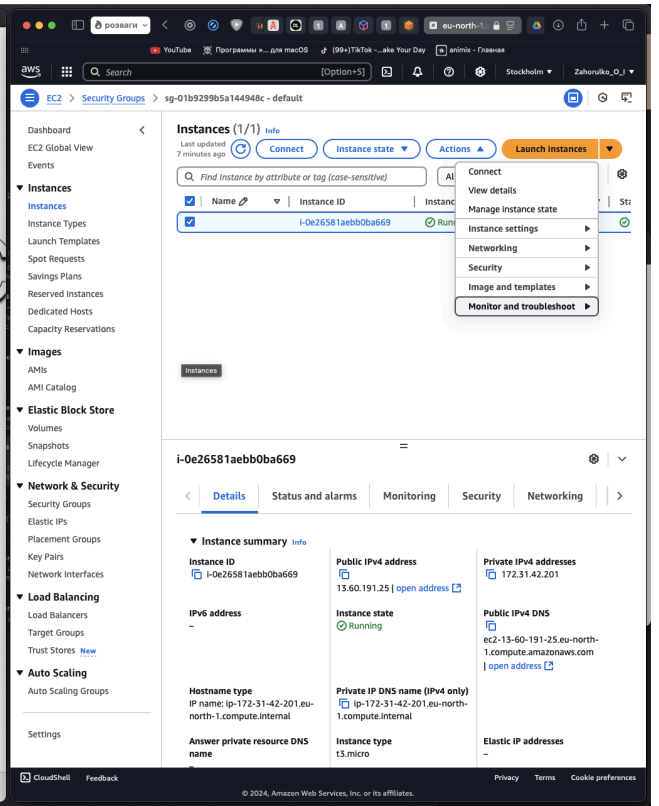 розваги
eu-north-1.
YouTube
Программы »... для macOS
(99+)TikTok -...ake Your Day
animix - Главная
aws
Search
[Option+S]
Stockholm ▼
Zahorulko_O_I ▼
EC2 > Security Groups > sg-01b9299b5a144948c - default
Dashboard
EC2 Global View
Events
▼ Instances
Instances
Instance Types
Launch Templates
Spot Requests
Savings Plans
Reserved Instances
Dedicated Hosts
Capacity Reservations
▼ Images
AMIs
AMI Catalog
▼ Elastic Block Store
Volumes
Snapshots
Lifecycle Manager
▼ Network & Security
Security Groups
Elastic IPs
Placement Groups
Key Pairs
Network Interfaces
▼ Load Balancing
Load Balancers
Target Groups
Trust Stores New
▼ Auto Scaling
Auto Scaling Groups
Settings
Instances (1/1) Info
Last updated
7 minutes ago
Connect
Instance state ▼
Actions ▲
Launch instances ▼
Find Instance by attribute or tag (case-sensitive)
Al
Name
Instance ID
Instanc
Sta
i-0e26581aebb0ba669
Run
Connect
View details
Manage instance state
Instance settings
Networking
Security
Image and templates
Monitor and troubleshoot
Instances
i-0e26581aebb0ba669
Details
Status and alarms
Monitoring
Security
Networking
▼ Instance summary Info
Instance ID
i-0e26581aebb0ba669
Public IPv4 address
13.60.191.25 | open address
Private IPv4 addresses
172.31.42.201
IPv6 address
–
Instance state
Running
Public IPv4 DNS
ec2-13-60-191-25.eu-north-
1.compute.amazonaws.com
| open address
Hostname type
IP name: ip-172-31-42-201.eu-
north-1.compute.internal
Private IP DNS name (IPv4 only)
ip-172-31-42-201.eu-north-
1.compute.internal
Answer private resource DNS
name
–
Instance type
t3.micro
Elastic IP addresses
–
CloudShell
Feedback
Privacy
Terms
Cookie preferences
© 2024, Amazon Web Services, Inc. or its affiliates.